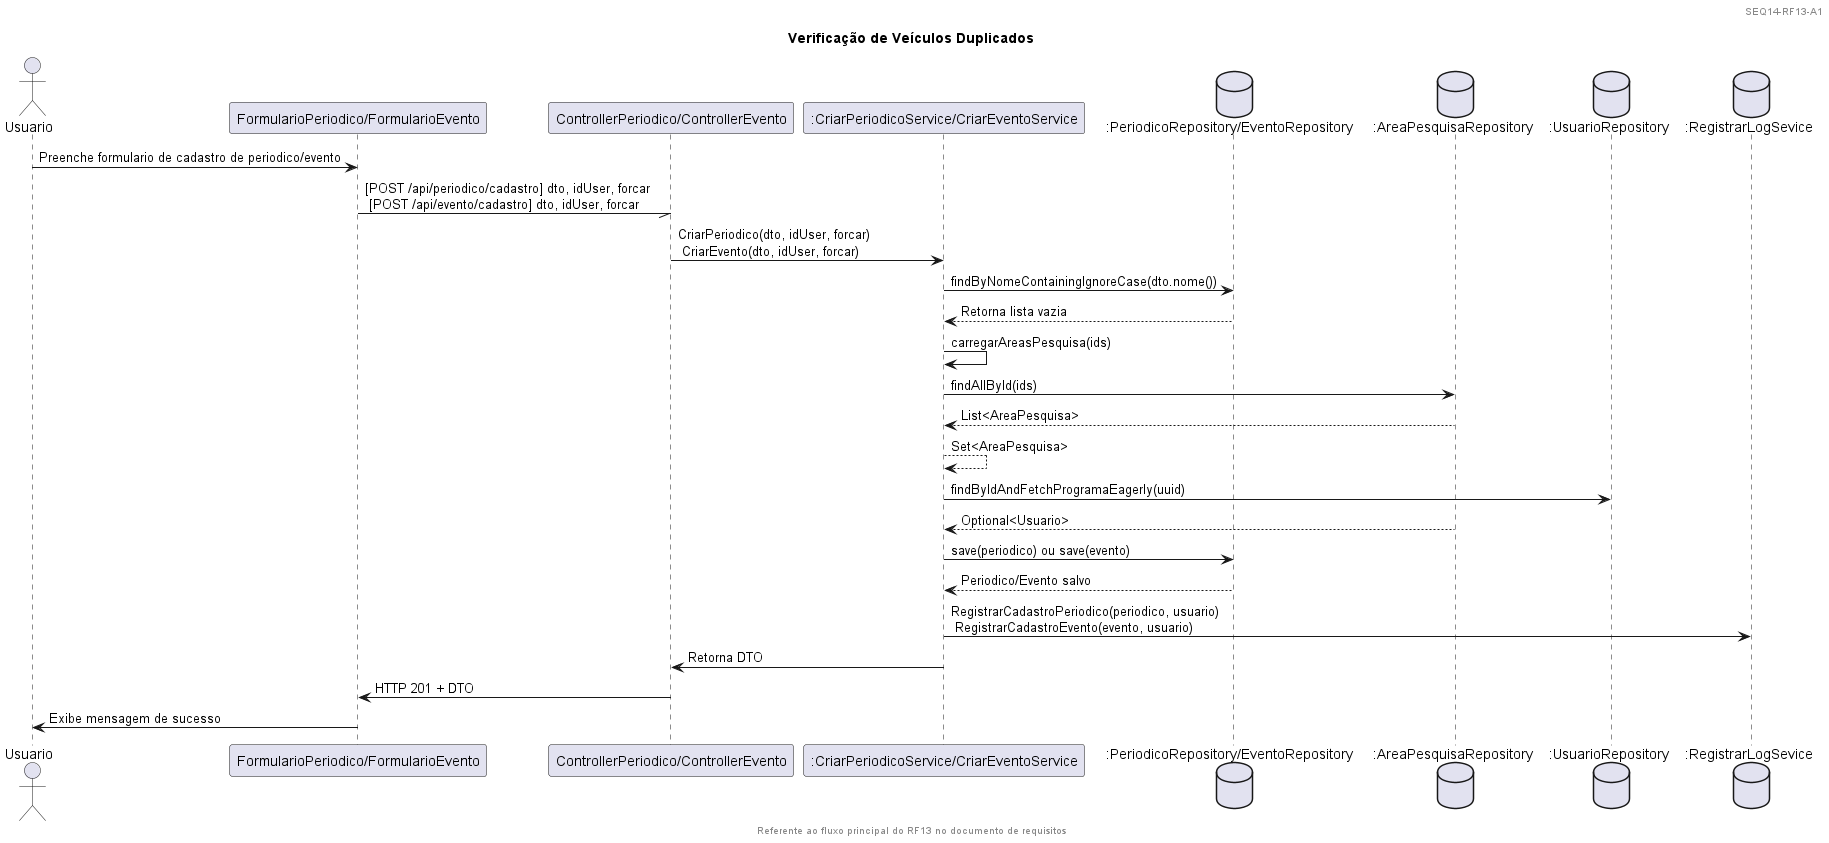 SEQ14-RF13-A1
Verificação de Veículos Duplicados
Usuario
FormularioPeriodico/FormularioEvento
ControllerPeriodico/ControllerEvento
:CriarPeriodicoService/CriarEventoService
:PeriodicoRepository/EventoRepository
:AreaPesquisaRepository
:UsuarioRepository
:RegistrarLogSevice
Preenche formulario de cadastro de periodico/evento
[POST /api/periodico/cadastro] dto, idUser, forcar
[POST /api/evento/cadastro] dto, idUser, forcar
CriarPeriodico(dto, idUser, forcar)
CriarEvento(dto, idUser, forcar)
findByNomeContainingIgnoreCase(dto.nome())
Retorna lista vazia
carregarAreasPesquisa(ids)
findAllById(ids)
List<AreaPesquisa>
Set<AreaPesquisa>
findByIdAndFetchProgramaEagerly(uuid)
Optional<Usuario>
save(periodico) ou save(evento)
Periodico/Evento salvo
RegistrarCadastroPeriodico(periodico, usuario)
RegistrarCadastroEvento(evento, usuario)
Retorna DTO
HTTP 201 + DTO
Exibe mensagem de sucesso
Usuario
FormularioPeriodico/FormularioEvento
ControllerPeriodico/ControllerEvento
:CriarPeriodicoService/CriarEventoService
:PeriodicoRepository/EventoRepository
:AreaPesquisaRepository
:UsuarioRepository
:RegistrarLogSevice
Referente ao fluxo principal do RF13 no documento de requisitos